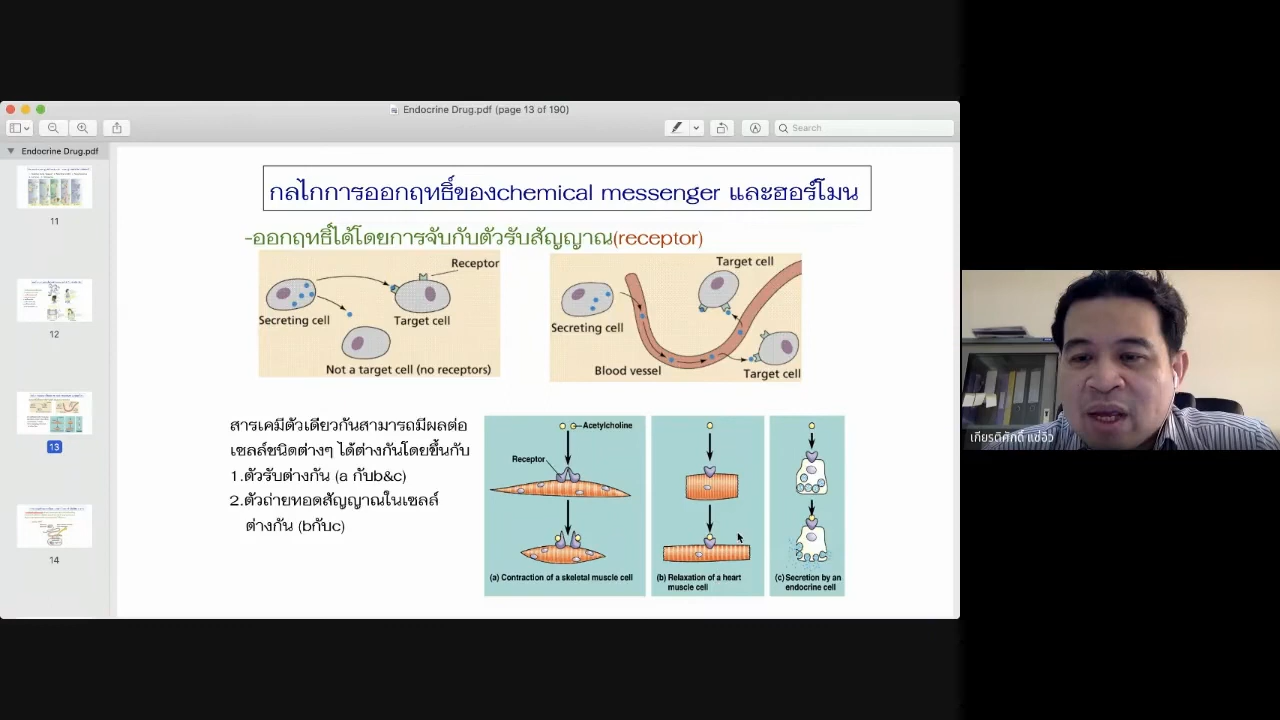 Endocrine Drug.pdf (page 13 of 190)
Search
Endocrine Drug.pdf
11
12
13
14
กลไกการออกฤทธิ์ของchemical messenger และฮอร์โมน
-ออกฤทธิ์ได้โดยการจับกับตัวรับสัญญาณ(receptor)
Receptor
Secreting cell
Target cell
Not a target cell (no receptors)
Target cell
Secreting cell
Blood vessel
Target cell
สารเคมีตัวเดียวกันสามารถมีผลต่อ
เซลล์ชนิดต่างๆ ได้ต่างกันโดยขึ้นกับ
1.ตัวรับต่างกัน (a กับb&c)
2.ตัวถ่ายทอดสัญญาณในเซลล์
ต่างกัน (bกับc)
Acetylcholine
Receptor
(a) Contraction of a skeletal muscle cell
(b) Relaxation of a heart
muscle cell
(c) Secretion by an
endocrine cell
เกียรติศักดิ์ แซ่อิว